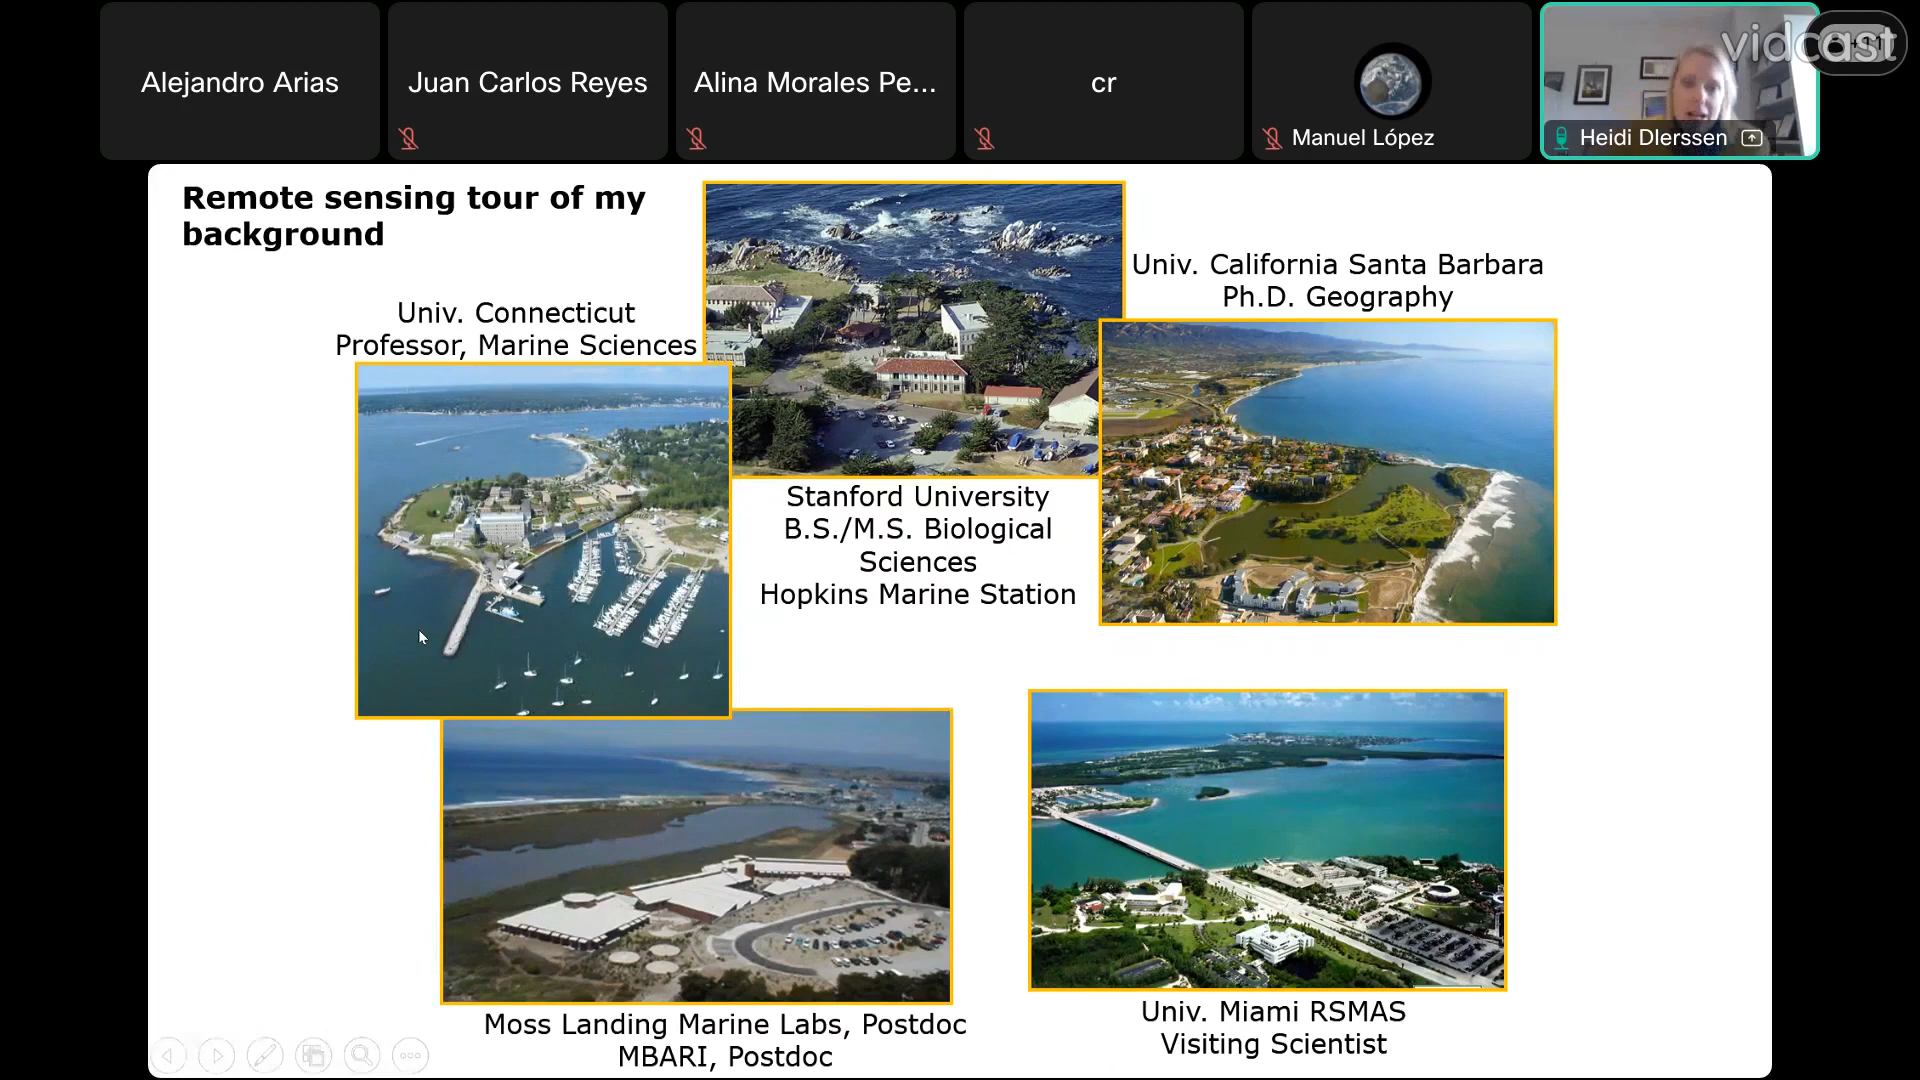 Alejandro Arias
Juan Carlos Reyes
Alina Morales Pe...
cr
Manuel López
Heidi DIerssen
vidcast
Remote sensing tour of my
background
Univ. Connecticut
Professor, Marine Sciences
Univ. California Santa Barbara
Ph.D. Geography
Stanford University
B.S./M.S. Biological
Sciences
Hopkins Marine Station
Moss Landing Marine Labs, Postdoc
MBARI, Postdoc
Univ. Miami RSMAS
Visiting Scientist